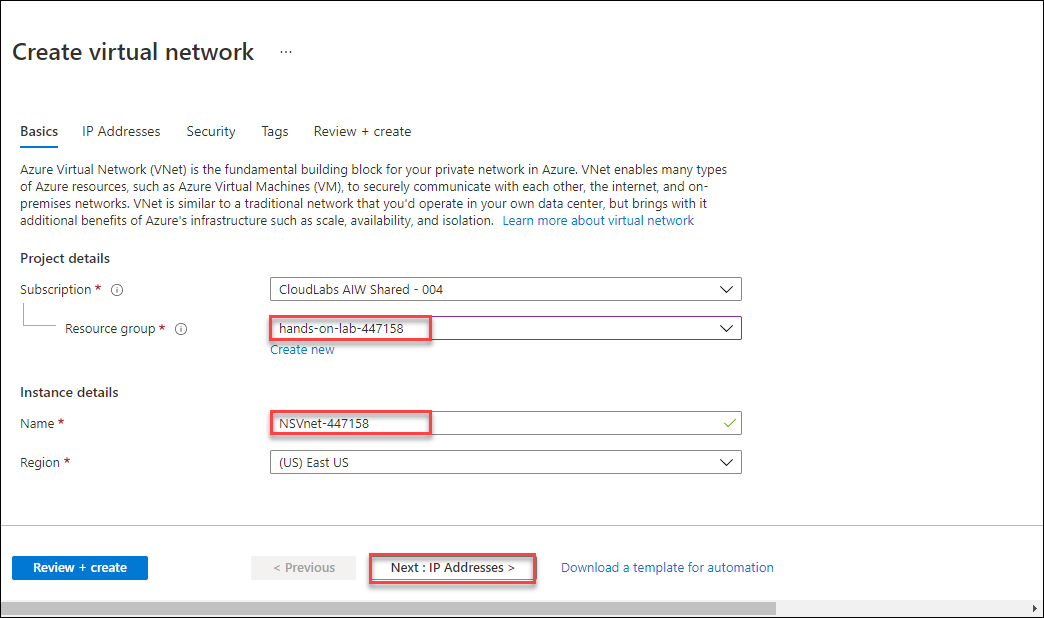 Create virtual network ...
Basics IP Addresses Security Tags Review + create
Azure Virtual Network (VNet) is the fundamental building block for your private network in Azure. VNet enables many types
of Azure resources, such as Azure Virtual Machines (VM), to securely communicate with each other, the internet, and on-
premises networks. VNet is similar to a traditional network that you'd operate in your own data center, but brings with it
additional benefits of Azure's infrastructure such as scale, availability, and isolation. Learn more about virtual network
Project details
Subscription * CloudLabs AIW Shared - 004
Resource group * hands-on-lab-447158
Create new
Instance details
Name * NSVnet-447158
Region * (US) East US
Review + create < Previous Next : IP Addresses > Download a template for automation